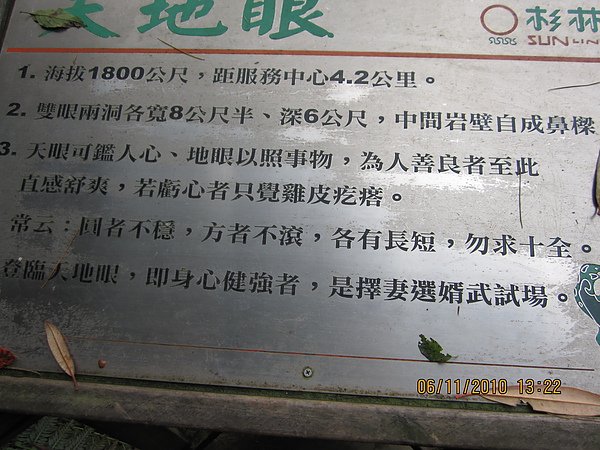 天地眼
杉林
SUNLIN
1. 海拔1800公尺，距服務中心4.2公里。
2. 雙眼兩洞各寬8公尺半、深6公尺，中間岩壁自成鼻樑
3. 天眼可鑑人心、地眼以照事物，為人善良者至此
直感舒爽，若虧心者只覺雞皮疙瘩。
常云：圓者不穩，方者不滾，各有長短，勿求十全。
登臨天地眼，即身心健強者，是擇妻選婿武試場。
06/11/2010 13:22